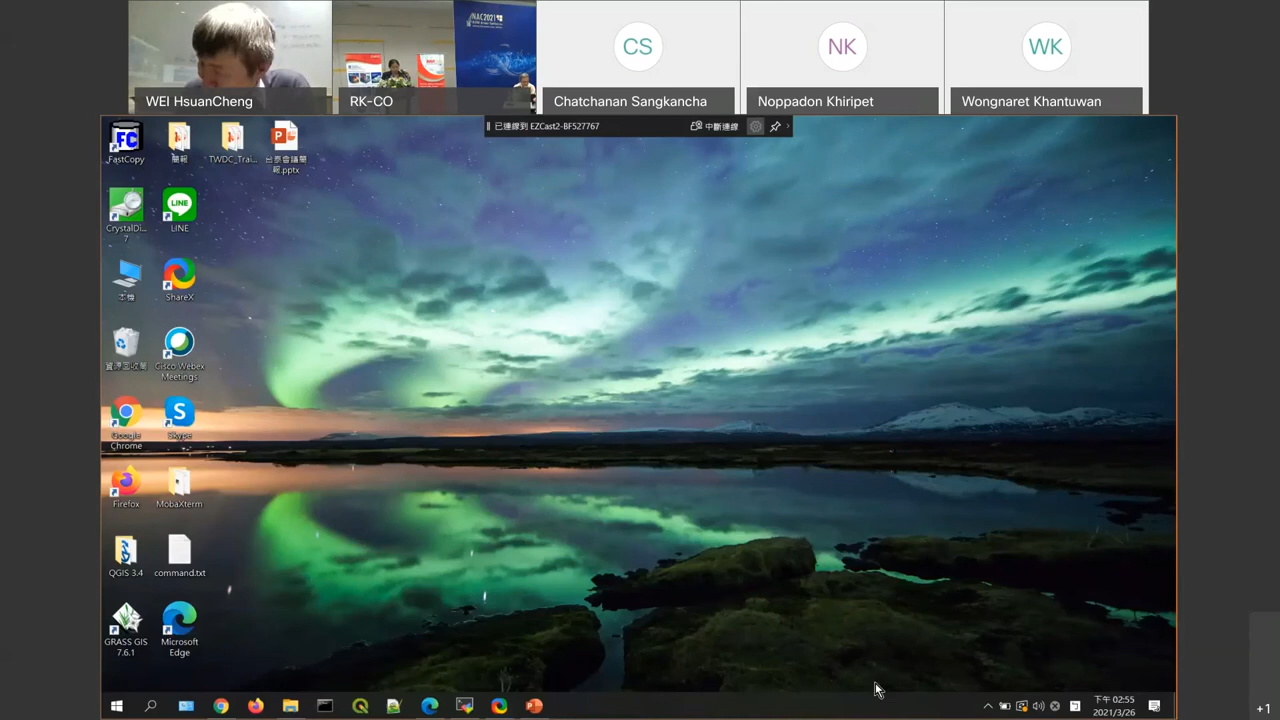 NAC2021
CS
NK
WK
WEI HsuanCheng
RK-CO
Chatchanan Sangkancha
Noppadon Khiripet
Wongnaret Khantuwan
已連線到 EZCast2-BF527767
中斷連線
FastCopy
簡報
TWDC_Trai...
台泰會議簡
報.pptx
CrystalDi...
7
LINE
本機
ShareX
資源回收筒
Cisco Webex
Meetings
Google
Chrome
Skype
Firefox
MobaXterm
QGIS 3.4
command.txt
GRASS GIS
7.6.1
Microsoft
Edge
下午 02:55
2021/3/26
+1